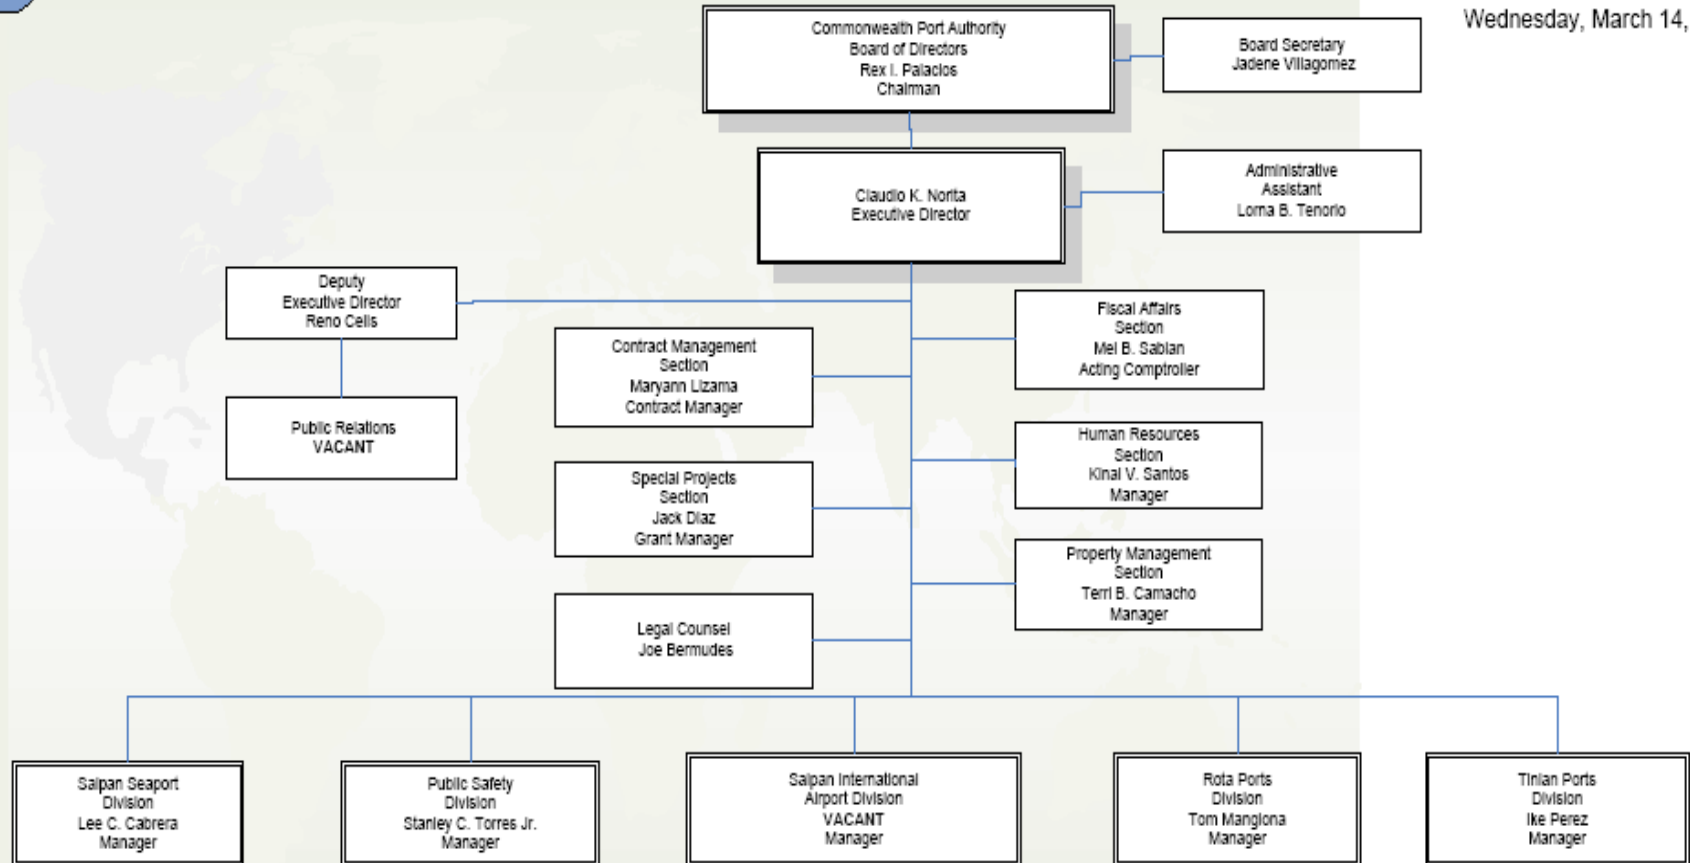 Wednesday, March 14,
Commonwealth Port Authority
Board of Directors
Rex I. Palacios
Chairman
Board Secretary
Jadene Villagomez
Claudio K. Norita
Executive Director
Administrative
Assistant
Lorna B. Tenorio
Deputy
Executive Director
Reno Celis
Public Relations
VACANT
Contract Management
Section
Maryann Lizama
Contract Manager
Fiscal Affairs
Section
Mel B. Sablan
Acting Comptroller
Special Projects
Section
Jack Diaz
Grant Manager
Human Resources
Section
Kinai V. Santos
Manager
Legal Counsel
Joe Bermudes
Property Management
Section
Terri B. Camacho
Manager
Saipan Seaport
Division
Lee C. Cabrera
Manager
Public Safety
Division
Stanley C. Torres Jr.
Manager
Saipan International
Airport Division
VACANT
Manager
Rota Ports
Division
Tom Manglona
Manager
Tinian Ports
Division
Ike Perez
Manager